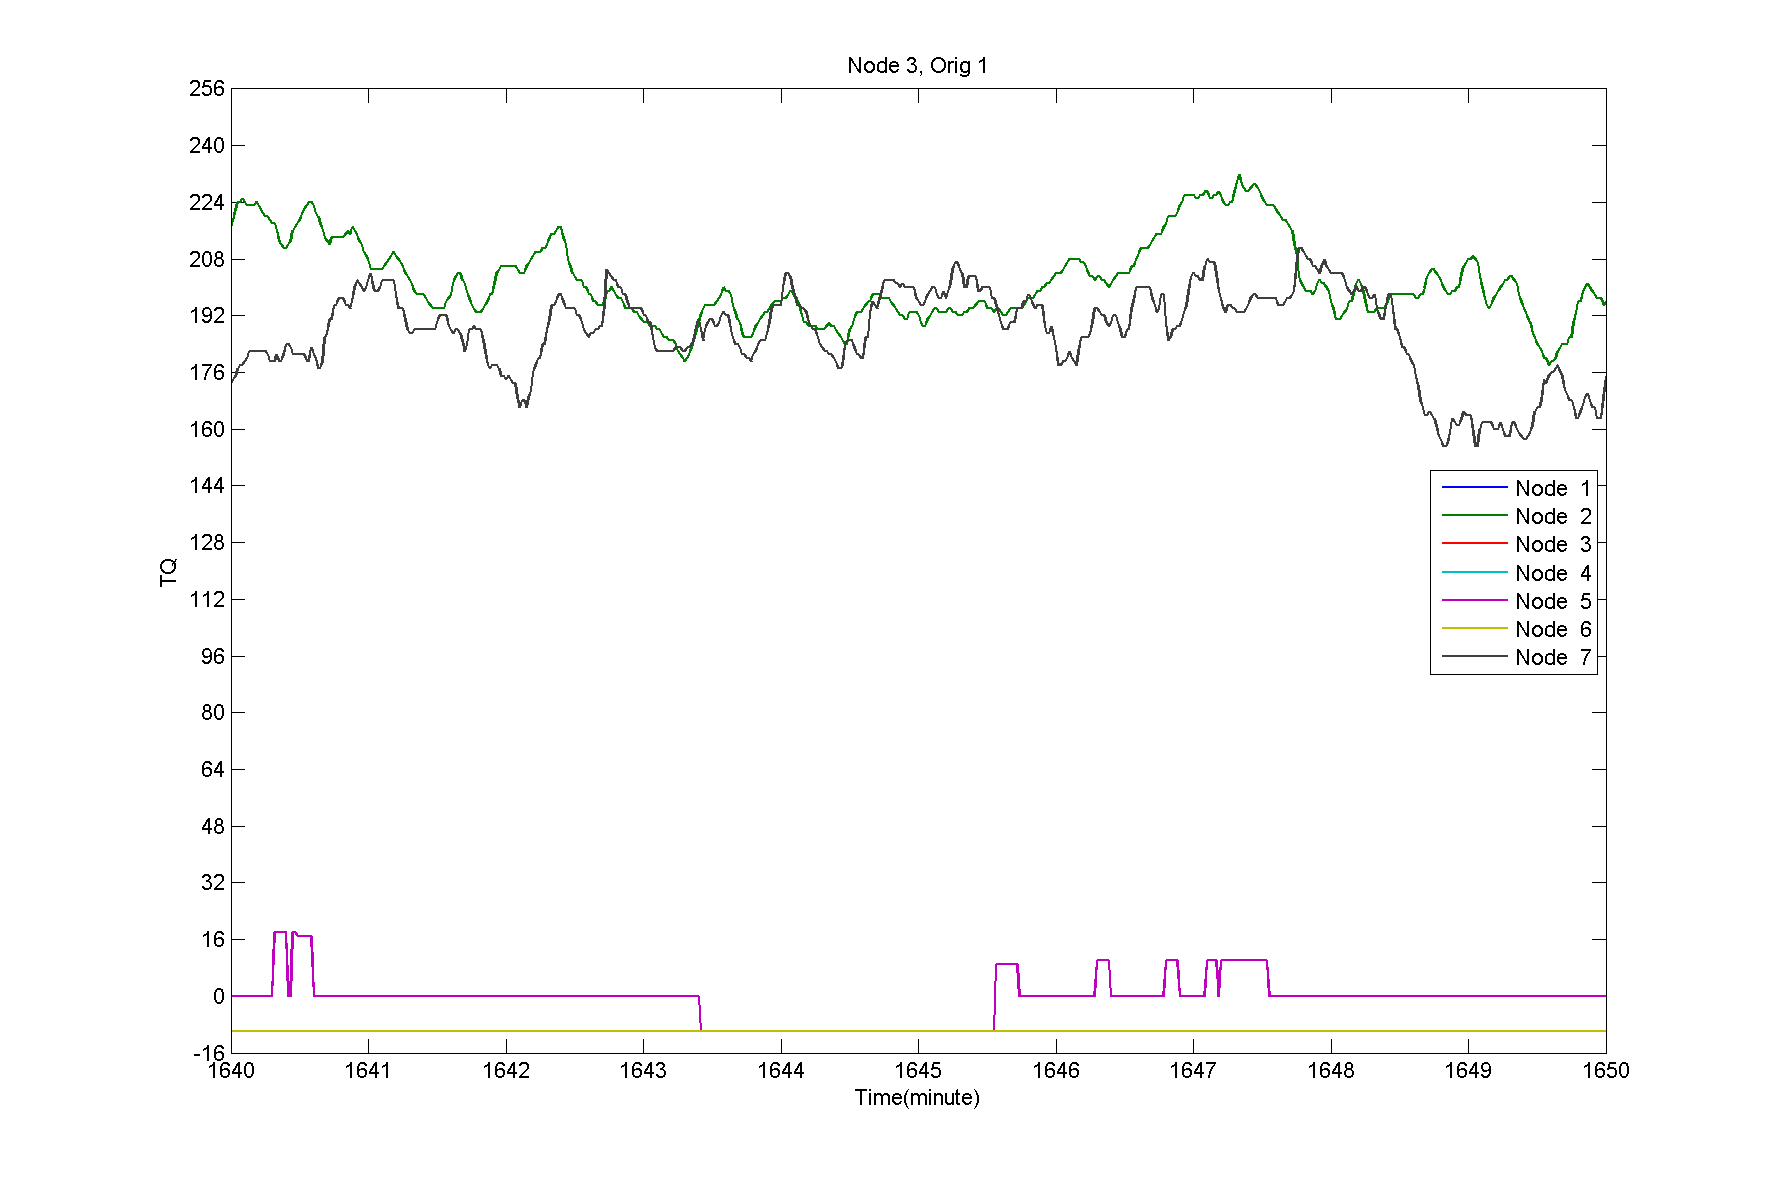 Node 3, Orig 1
256
240
224
208
192
176
160
144
128
112
96
80
64
48
32
16
0
-16
TQ
Node 1
Node 2
Node 3
Node 4
Node 5
Node 6
Node 7
1640 1641 1642 1643 1644 1645 1646 1647 1648 1649 1650
Time(minute)